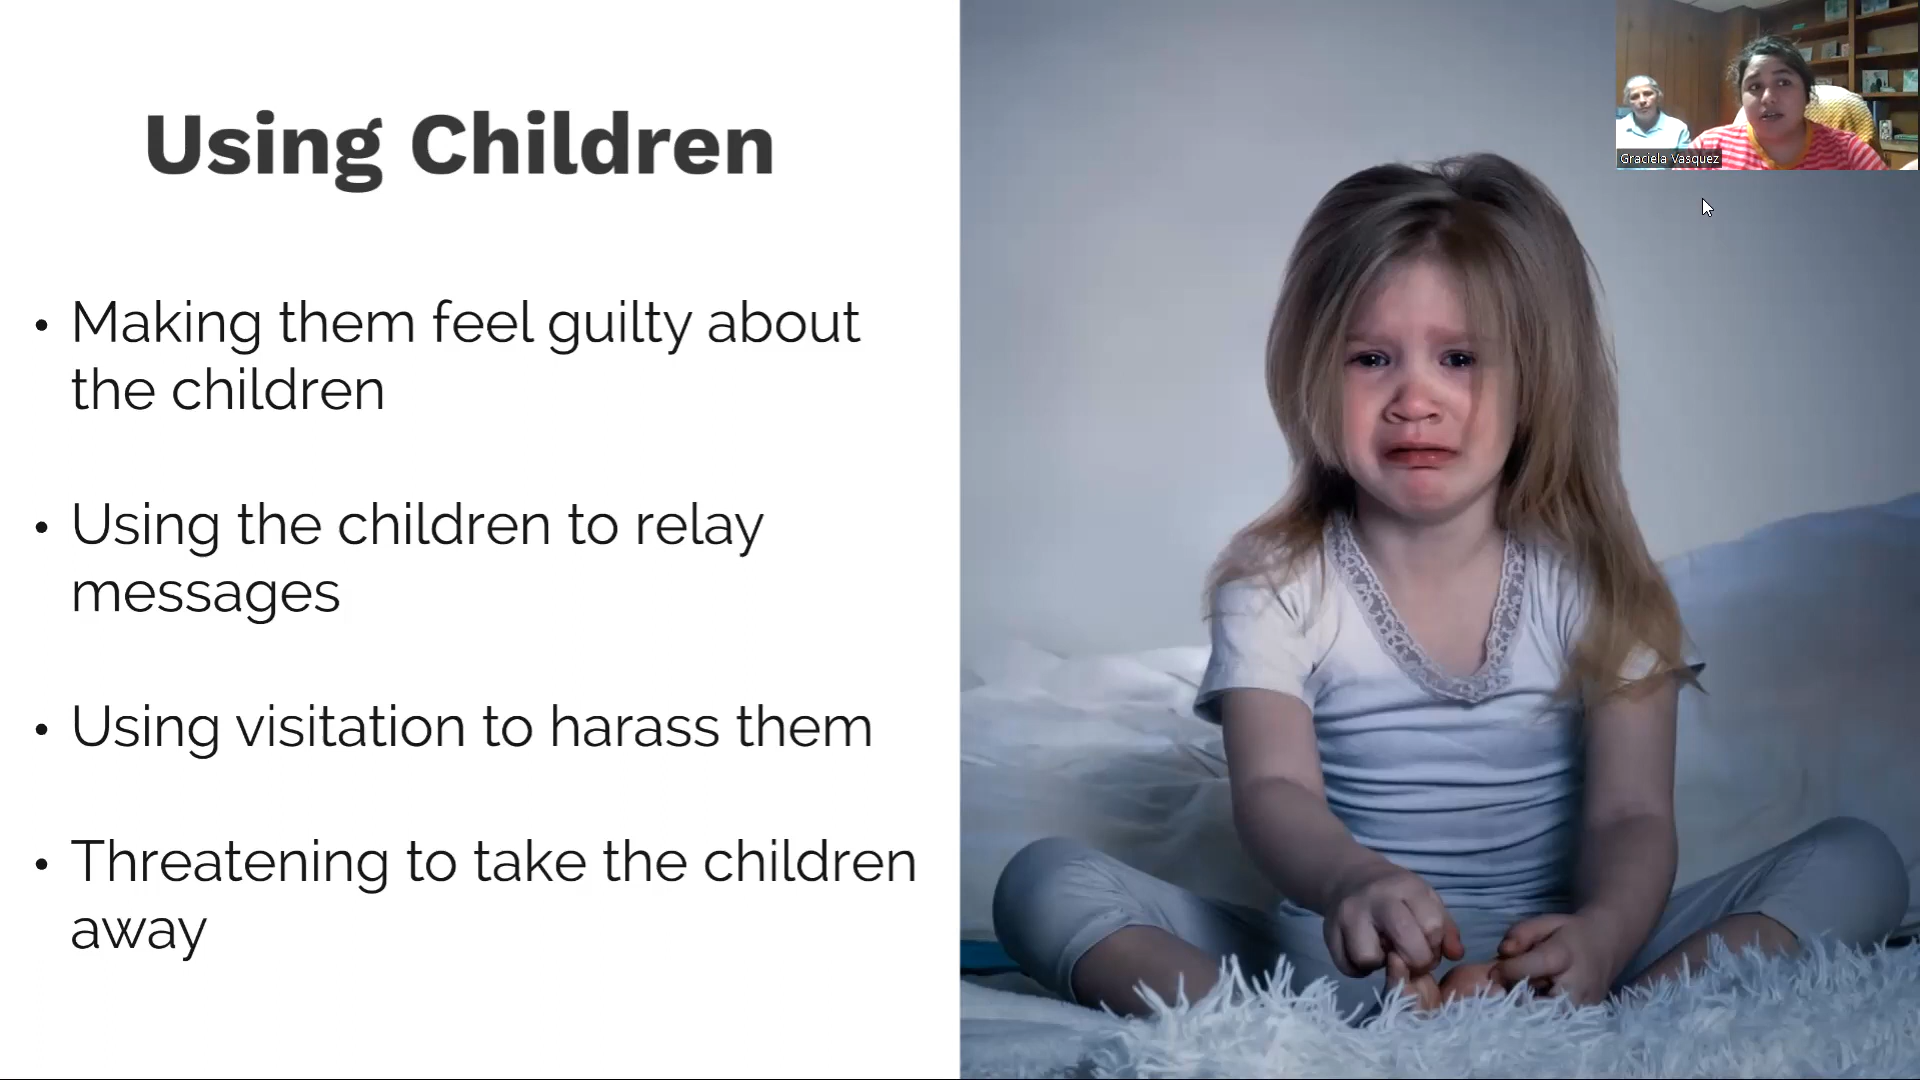 Using Children
• Making them feel guilty about
the children
• Using the children to relay
messages
• Using visitation to harass them
• Threatening to take the children
away
Graciela Vasquez